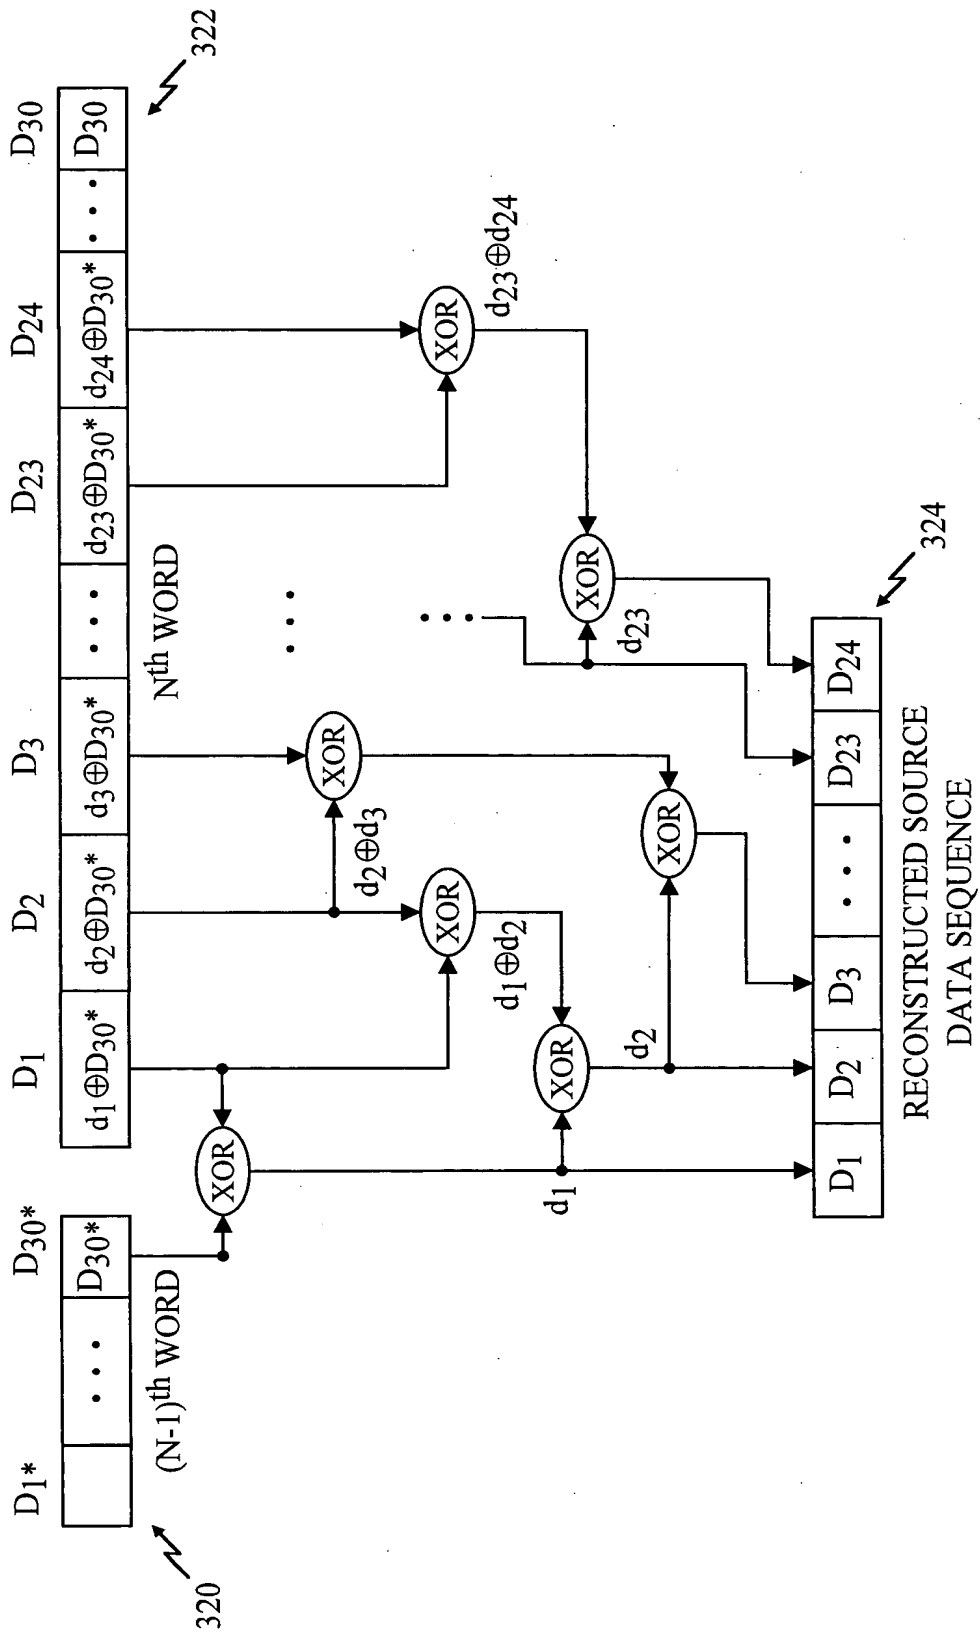 D1* D30* D1 D2 D3 D23 D24 D30
D30* d1⊕D30* d2⊕D30* d3⊕D30* • • • d23⊕D30* d24⊕D30* • • • D30
• • •
320
(N-1)th WORD
Nth WORD
322
XOR
XOR
d2⊕d3
• • •
XOR
XOR
d23⊕d24
d1⊕d2
• • •
XOR
XOR
d1
d2
d23
XOR
324
D1 D2 D3 • • • D23 D24
RECONSTRUCTED SOURCE
DATA SEQUENCE